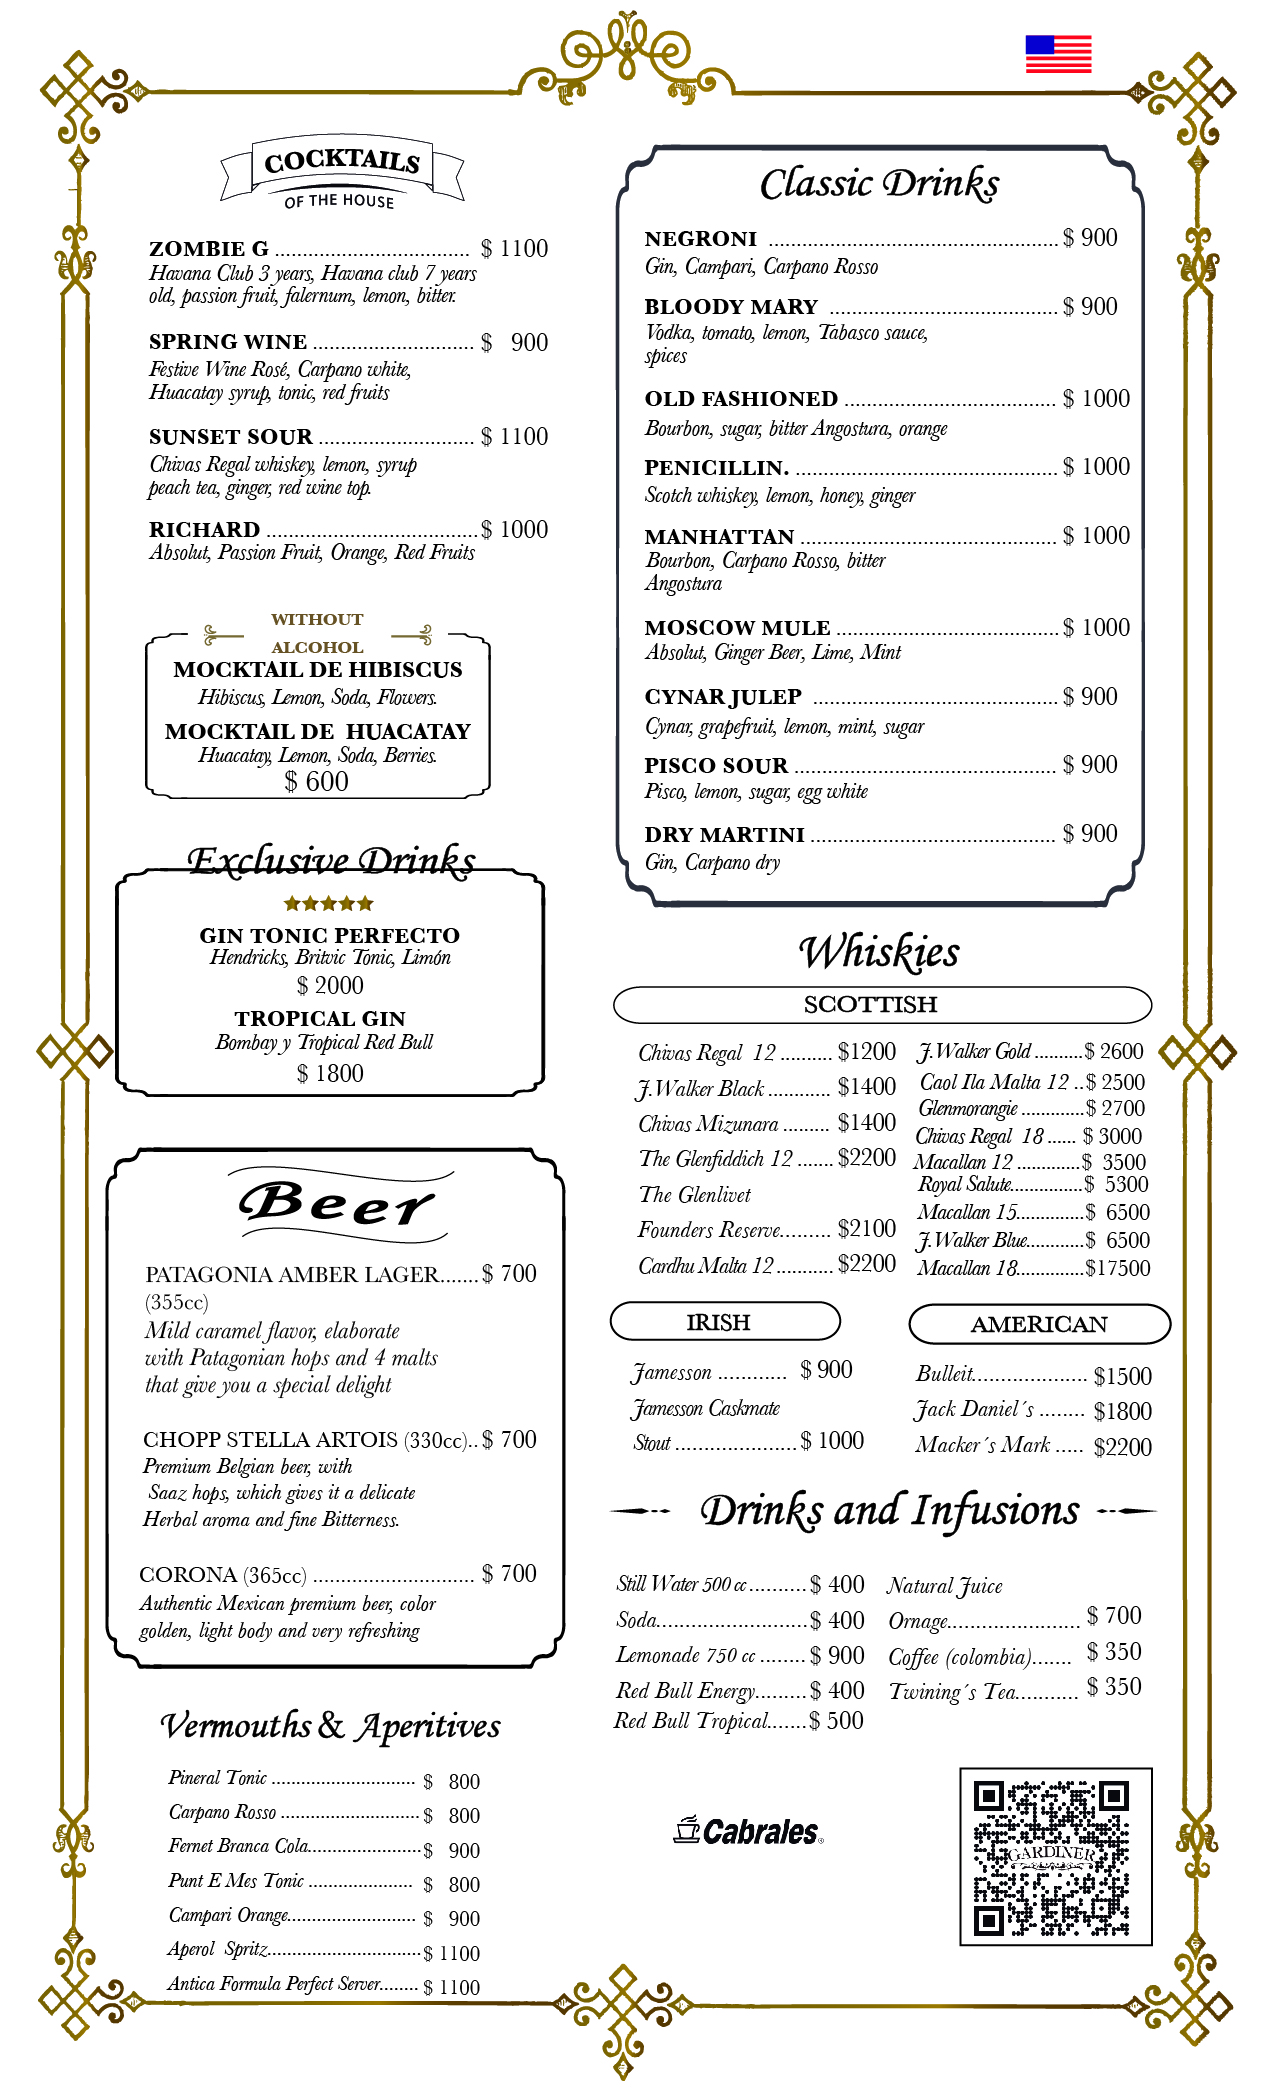 COCKTAILS
OF THE HOUSE
ZOMBIE G ................................... $ 1100
Havana Club 3 years, Havana club 7 years
old, passion fruit, falernum, lemon, bitter.
SPRING WINE ............................. $ 900
Festive Wine Rosé, Carpano white,
Huacatay syrup, tonic, red fruits
SUNSET SOUR ............................ $ 1100
Chivas Regal whiskey, lemon, syrup
peach tea, ginger, red wine top.
RICHARD ...................................... $ 1000
Absolut, Passion Fruit, Orange, Red Fruits
WITHOUT
ALCOHOL
MOCKTAIL DE HIBISCUS
Hibiscus, Lemon, Soda, Flowers.
MOCKTAIL DE HUACATAY
Huacatay, Lemon, Soda, Berries.
$ 600
Exclusive Drinks
GIN TONIC PERFECTO
Hendricks, Britvic Tonic, Limón
$ 2000
TROPICAL GIN
Bombay y Tropical Red Bull
$ 1800
Beer
PATAGONIA AMBER LAGER....... $ 700
(355cc)
Mild caramel flavor, elaborate
with Patagonian hops and 4 malts
that give you a special delight
CHOPP STELLA ARTOIS (330cc).. $ 700
Premium Belgian beer, with
Saaz hops, which gives it a delicate
Herbal aroma and fine Bitterness.
CORONA (365cc) ............................. $ 700
Authentic Mexican premium beer, color
golden, light body and very refreshing
Vermouths & Aperitives
Pineral Tonic ............................. $ 800
Carpano Rosso ............................ $ 800
Fernet Branca Cola....................... $ 900
Punt E Mes Tonic ..................... $ 800
Campari Orange.......................... $ 900
Aperol Spritz............................... $ 1100
Antica Formula Perfect Server........ $ 1100
Classic Drinks
NEGRONI .................................................... $ 900
Gin, Campari, Carpano Rosso
BLOODY MARY ......................................... $ 900
Vodka, tomato, lemon, Tabasco sauce,
spices
OLD FASHIONED ...................................... $ 1000
Bourbon, sugar, bitter Angostura, orange
PENICILLIN. ............................................... $ 1000
Scotch whiskey, lemon, honey, ginger
MANHATTAN .............................................. $ 1000
Bourbon, Carpano Rosso, bitter
Angostura
MOSCOW MULE ........................................ $ 1000
Absolut, Ginger Beer, Lime, Mint
CYNAR JULEP ............................................ $ 900
Cynar, grapefruit, lemon, mint, sugar
PISCO SOUR ............................................... $ 900
Pisco, lemon, sugar, egg white
DRY MARTINI ............................................ $ 900
Gin, Carpano dry
Whiskies
SCOTTISH
Chivas Regal 12 .......... $1200
J.Walker Black ............ $1400
Chivas Mizunara ......... $1400
The Glenfiddich 12 ....... $2200
The Glenlivet
Founders Reserve.......... $2100
Cardhu Malta 12 ........... $2200
J.Walker Gold .......... $ 2600
Caol Ila Malta 12 .. $ 2500
Glenmorangie ............. $ 2700
Chivas Regal 18 ...... $ 3000
Macallan 12 ............. $ 3500
Royal Salute............... $ 5300
Macallan 15.............. $ 6500
J.Walker Blue............ $ 6500
Macallan 18.............. $17500
IRISH
Jamesson ............ $ 900
Jamesson Caskmate
Stout ...................... $ 1000
AMERICAN
Bulleit..................... $1500
Jack Daniel´s ........ $1800
Macker´s Mark ..... $2200
Drinks and Infusions
Still Water 500 cc .......... $ 400
Soda........................... $ 400
Lemonade 750 cc ........ $ 900
Red Bull Energy......... $ 400
Red Bull Tropical....... $ 500
Natural Juice
Ornage........................ $ 700
Coffee (colombia)....... $ 350
Twining´s Tea........... $ 350
Cabrales
GARDINER